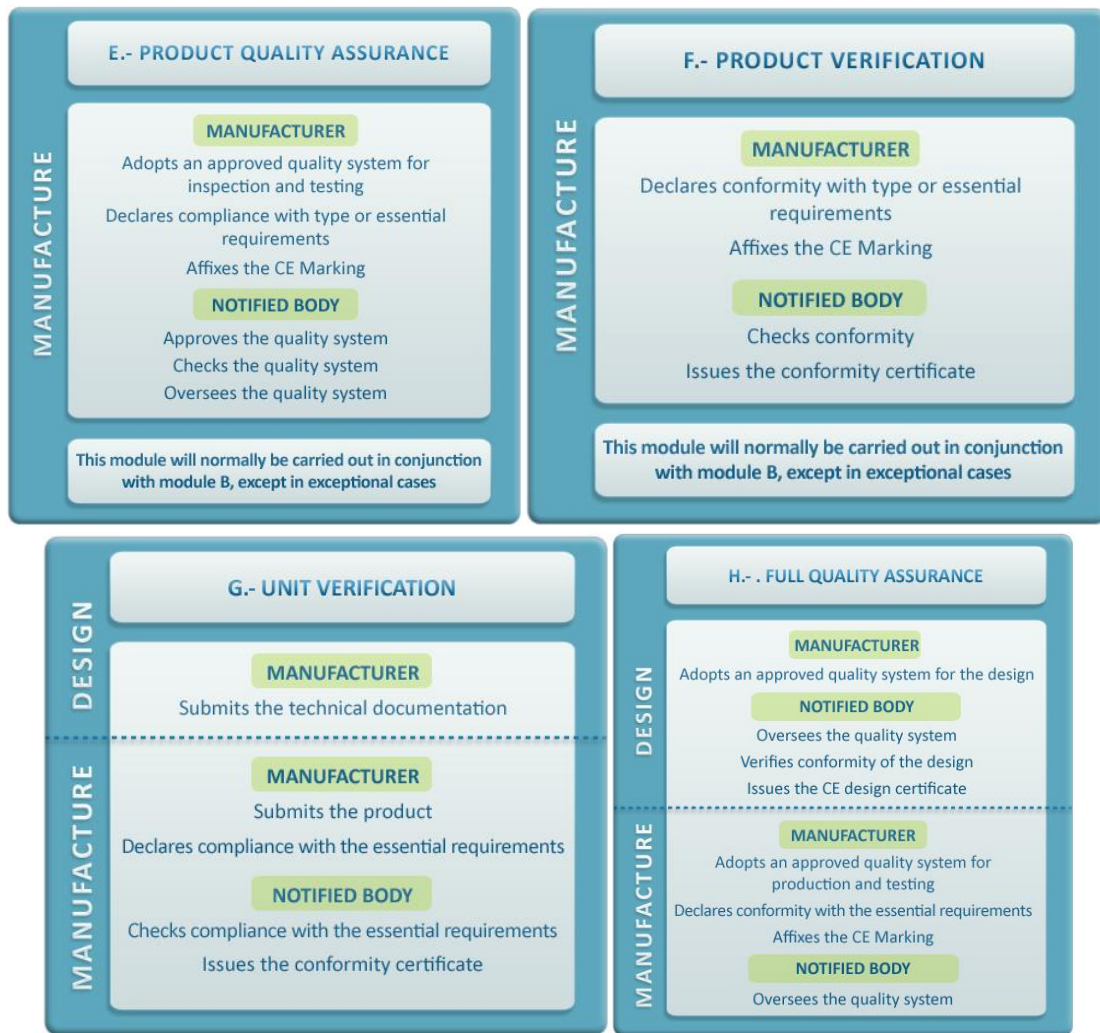 E.- PRODUCT QUALITY ASSURANCE
MANUFACTURE
MANUFACTURER
Adopts an approved quality system for
inspection and testing
Declares compliance with type or essential
requirements
Affixes the CE Marking
NOTIFIED BODY
Approves the quality system
Checks the quality system
Oversees the quality system
This module will normally be carried out in conjunction
with module B, except in exceptional cases
F.- PRODUCT VERIFICATION
MANUFACTURE
MANUFACTURER
Declares conformity with type or essential
requirements
Affixes the CE Marking
NOTIFIED BODY
Checks conformity
Issues the conformity certificate
This module will normally be carried out in conjunction
with module B, except in exceptional cases
G.- UNIT VERIFICATION
DESIGN
MANUFACTURER
Submits the technical documentation
MANUFACTURE
MANUFACTURER
Submits the product
Declares compliance with the essential requirements
NOTIFIED BODY
Checks compliance with the essential requirements
Issues the conformity certificate
H.- . FULL QUALITY ASSURANCE
DESIGN
MANUFACTURER
Adopts an approved quality system for the design
NOTIFIED BODY
Oversees the quality system
Verifies conformity of the design
Issues the CE design certificate
MANUFACTURE
MANUFACTURER
Adopts an approved quality system for
production and testing
Declares conformity with the essential requirements
Affixes the CE Marking
NOTIFIED BODY
Oversees the quality system